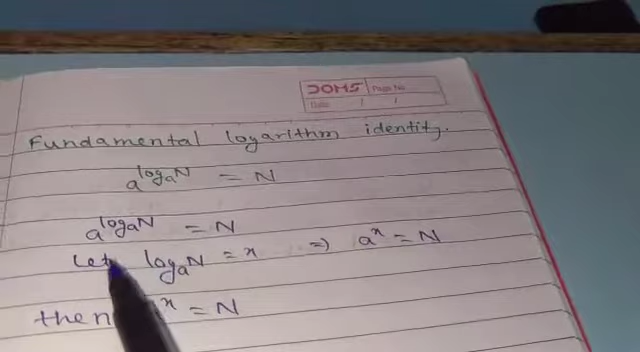 DOMS Page No.
Date / /
Fundamental logarithm identity.
a^log_a N = N
a^log_a N = N
Let log_a N = x ⇒ a^x = N
then x = N